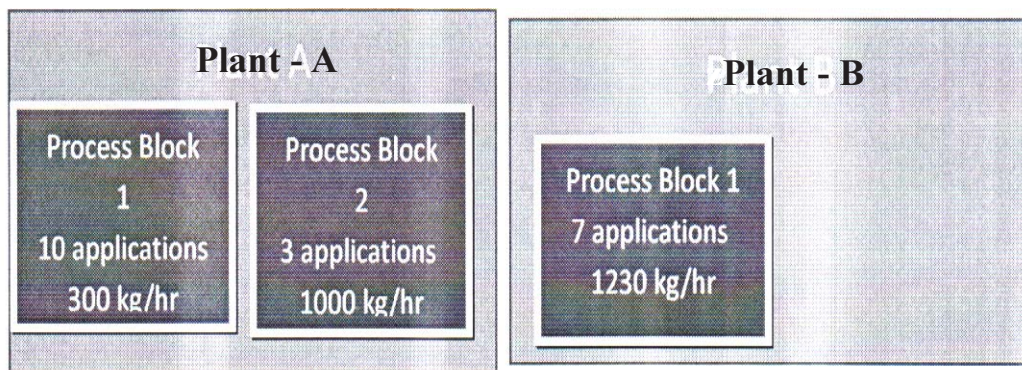 Plant - A
Process Block
1
10 applications
300 kg/hr
Process Block
2
3 applications
1000 kg/hr
Plant - B
Process Block 1
7 applications
1230 kg/hr